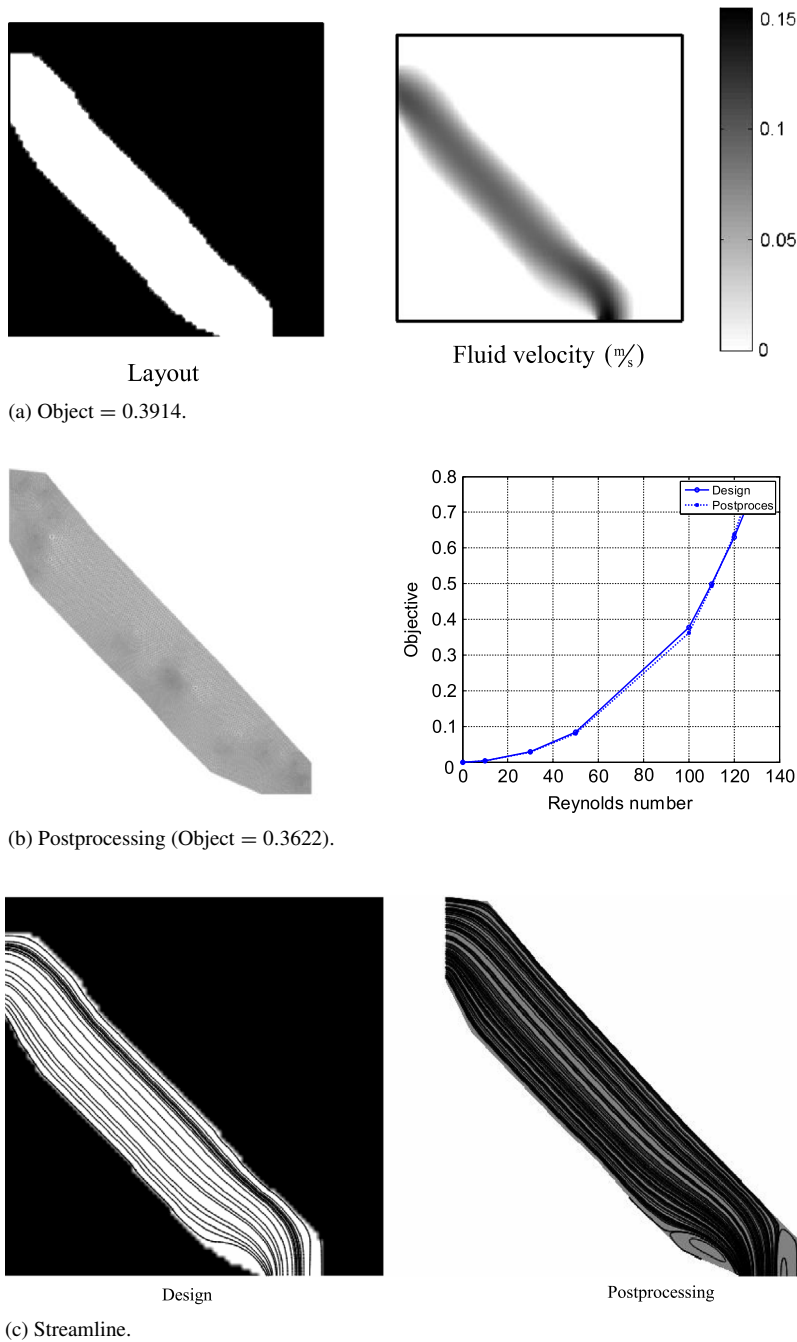 0.15
0.1
0.05
0
Layout
Fluid velocity (m/s)
(a) Object = 0.3914.
0.8
0.7
0.6
0.5
0.4
0.3
0.2
0.1
0
Objective
Design
Postproces
0 20 40 60 80 100 120 140
Reynolds number
(b) Postprocessing (Object = 0.3622).
Design
Postprocessing
(c) Streamline.